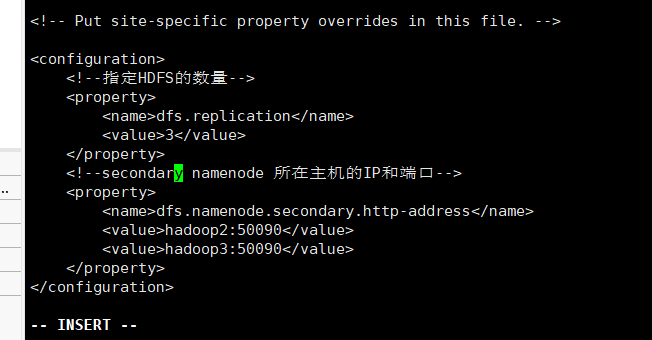 <!-- Put site-specific property overrides in this file. -->
<configuration>
<!--指定HDFS的数量-->
<property>
<name>dfs.replication</name>
<value>3</value>
</property>
<!--secondary namenode 所在主机的IP和端口-->
<property>
<name>dfs.namenode.secondary.http-address</name>
<value>hadoop2:50090</value>
<value>hadoop3:50090</value>
</property>
</configuration>
-- INSERT --